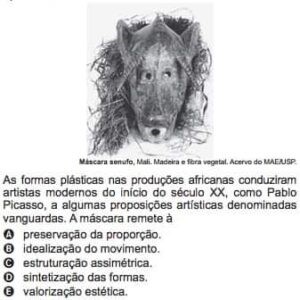 Máscara senufo, Mali. Madeira e fibra vegetal. Acervo do MAE/USP.
As formas plásticas nas produções africanas conduziram
artistas modernos do início do século XX, como Pablo
Picasso, a algumas proposições artísticas denominadas
vanguardas. A máscara remete à
A preservação da proporção.
B idealização do movimento.
C estruturação assimétrica.
D sintetização das formas.
E valorização estética.